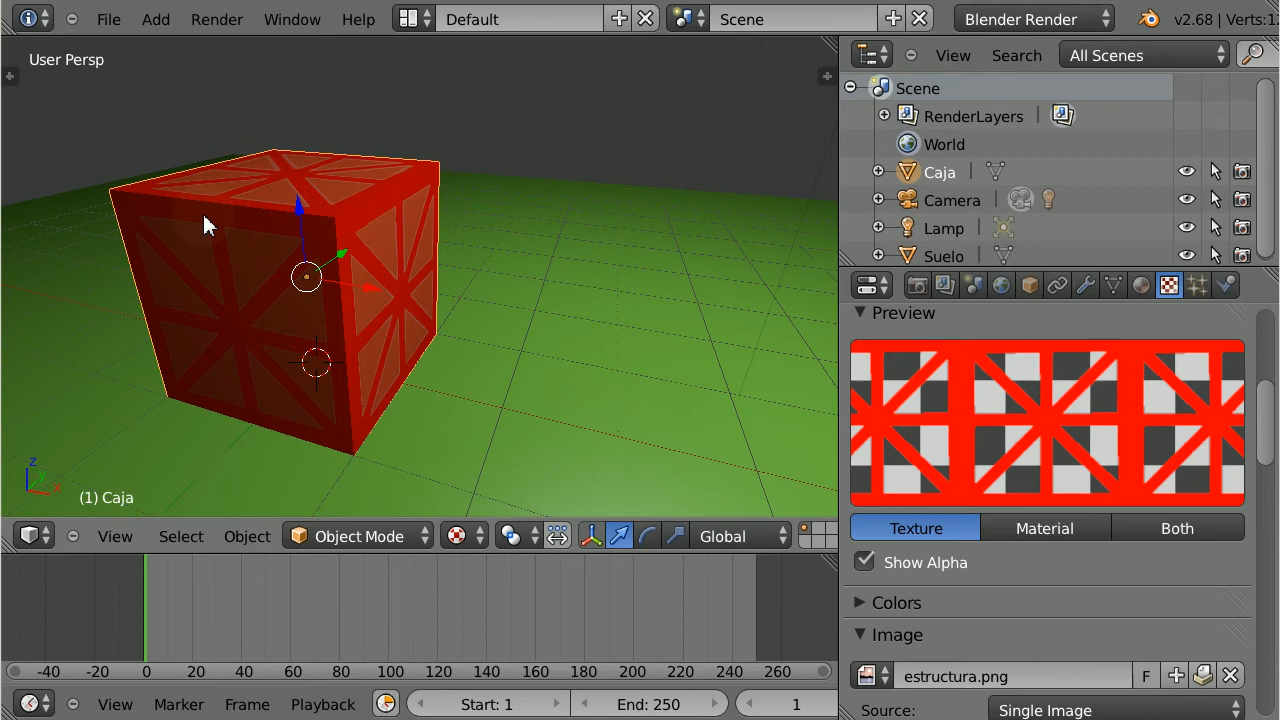 File Add Render Window Help Default Scene Blender Render v2.68 | Verts:1
User Persp
View Search All Scenes
Scene
RenderLayers |
World
Caja |
Camera |
Lamp |
Suelo |
Preview
Texture Material Both
Show Alpha
Colors
Image
estructura.png F
Source: Single Image
z
y
x
(1) Caja
View Select Object Object Mode Global
-40 -20 0 20 40 60 80 100 120 140 160 180 200 220 240 260
View Marker Frame Playback Start: 1 End: 250 1